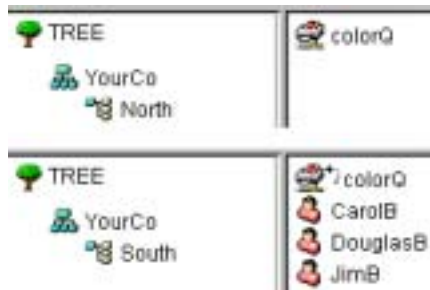 TREE
colorQ
YourCo
North
TREE
colorQ
YourCo
CarolB
DouglasB
South
JimB